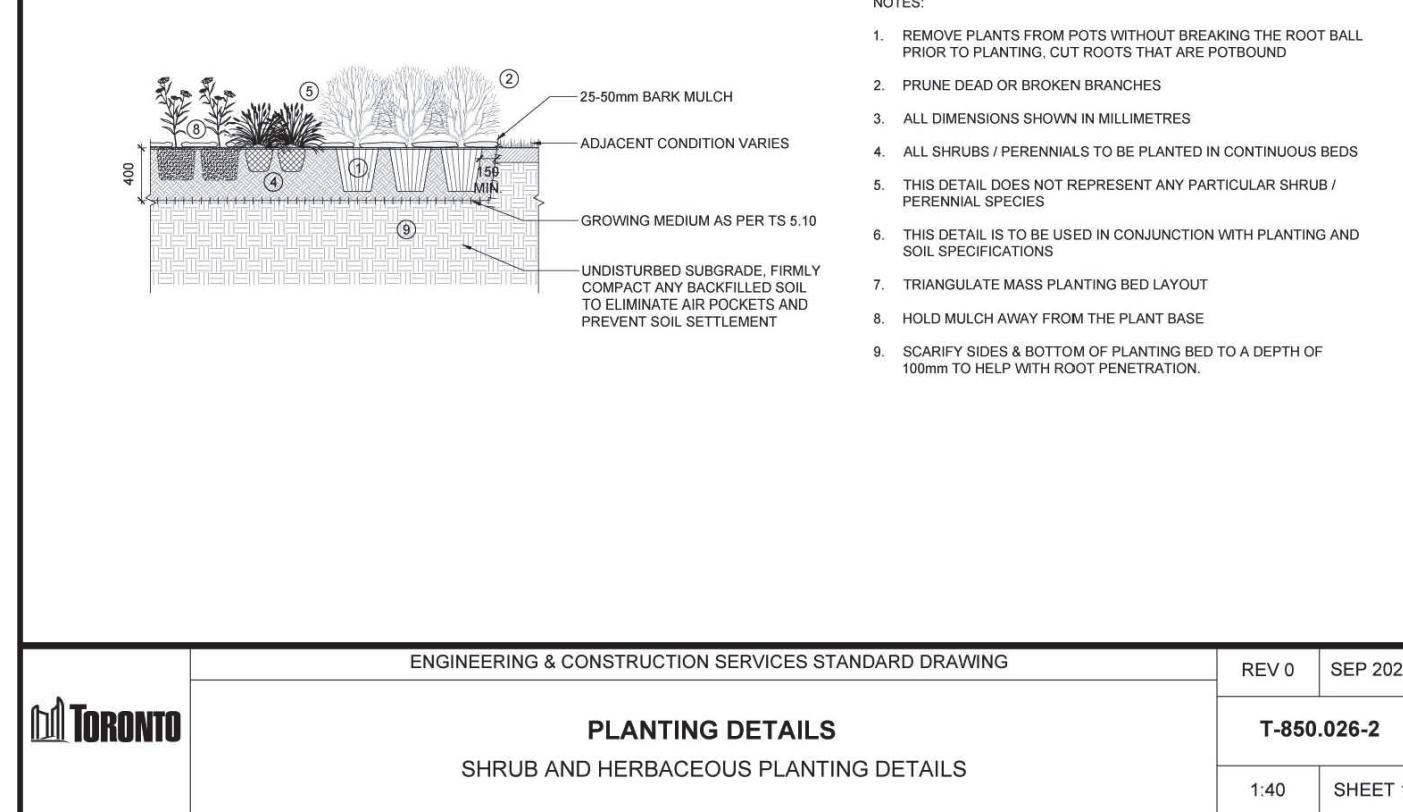 NOTES:
1. REMOVE PLANTS FROM POTS WITHOUT BREAKING THE ROOT BALL
PRIOR TO PLANTING, CUT ROOTS THAT ARE POTBOUND
2. PRUNE DEAD OR BROKEN BRANCHES
3. ALL DIMENSIONS SHOWN IN MILLIMETRES
4. ALL SHRUBS / PERENNIALS TO BE PLANTED IN CONTINUOUS BEDS
5. THIS DETAIL DOES NOT REPRESENT ANY PARTICULAR SHRUB /
PERENNIAL SPECIES
6. THIS DETAIL IS TO BE USED IN CONJUNCTION WITH PLANTING AND
SOIL SPECIFICATIONS
7. TRIANGULATE MASS PLANTING BED LAYOUT
8. HOLD MULCH AWAY FROM THE PLANT BASE
9. SCARIFY SIDES & BOTTOM OF PLANTING BED TO A DEPTH OF
100mm TO HELP WITH ROOT PENETRATION.
2
5
8
1
4
9
400
150
MIN.
25-50mm BARK MULCH
ADJACENT CONDITION VARIES
GROWING MEDIUM AS PER TS 5.10
UNDISTURBED SUBGRADE, FIRMLY
COMPACT ANY BACKFILLED SOIL
TO ELIMINATE AIR POCKETS AND
PREVENT SOIL SETTLEMENT
TORONTO
ENGINEERING & CONSTRUCTION SERVICES STANDARD DRAWING
PLANTING DETAILS
SHRUB AND HERBACEOUS PLANTING DETAILS
REV 0
SEP 202
T-850.026-2
1:40
SHEET